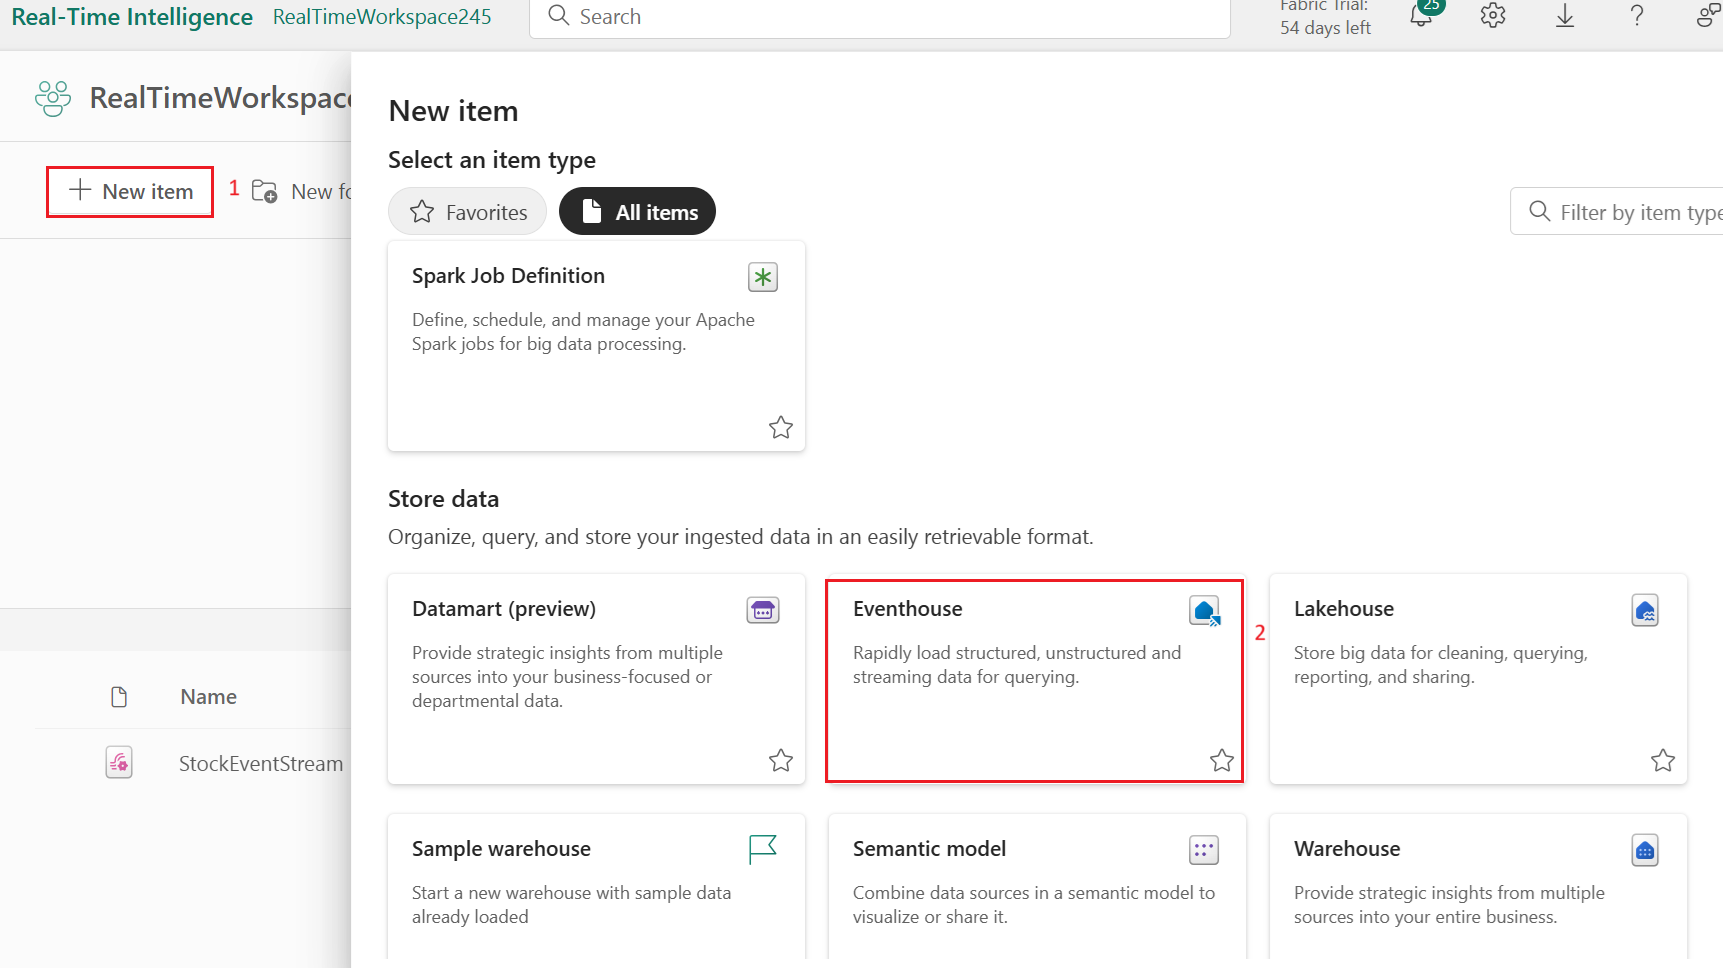 Real-Time Intelligence RealTimeWorkspace245
Search
Fabric Trial:
54 days left
25
RealTimeWorkspace
New item
Select an item type
New item
1
New fo
Favorites
All items
Filter by item type
Spark Job Definition
Define, schedule, and manage your Apache
Spark jobs for big data processing.
Store data
Organize, query, and store your ingested data in an easily retrievable format.
Datamart (preview)
Provide strategic insights from multiple
sources into your business-focused or
departmental data.
Eventhouse
Rapidly load structured, unstructured and
streaming data for querying.
2
Lakehouse
Store big data for cleaning, querying,
reporting, and sharing.
Name
StockEventStream
Sample warehouse
Start a new warehouse with sample data
already loaded
Semantic model
Combine data sources in a semantic model to
visualize or share it.
Warehouse
Provide strategic insights from multiple
sources into your entire business.